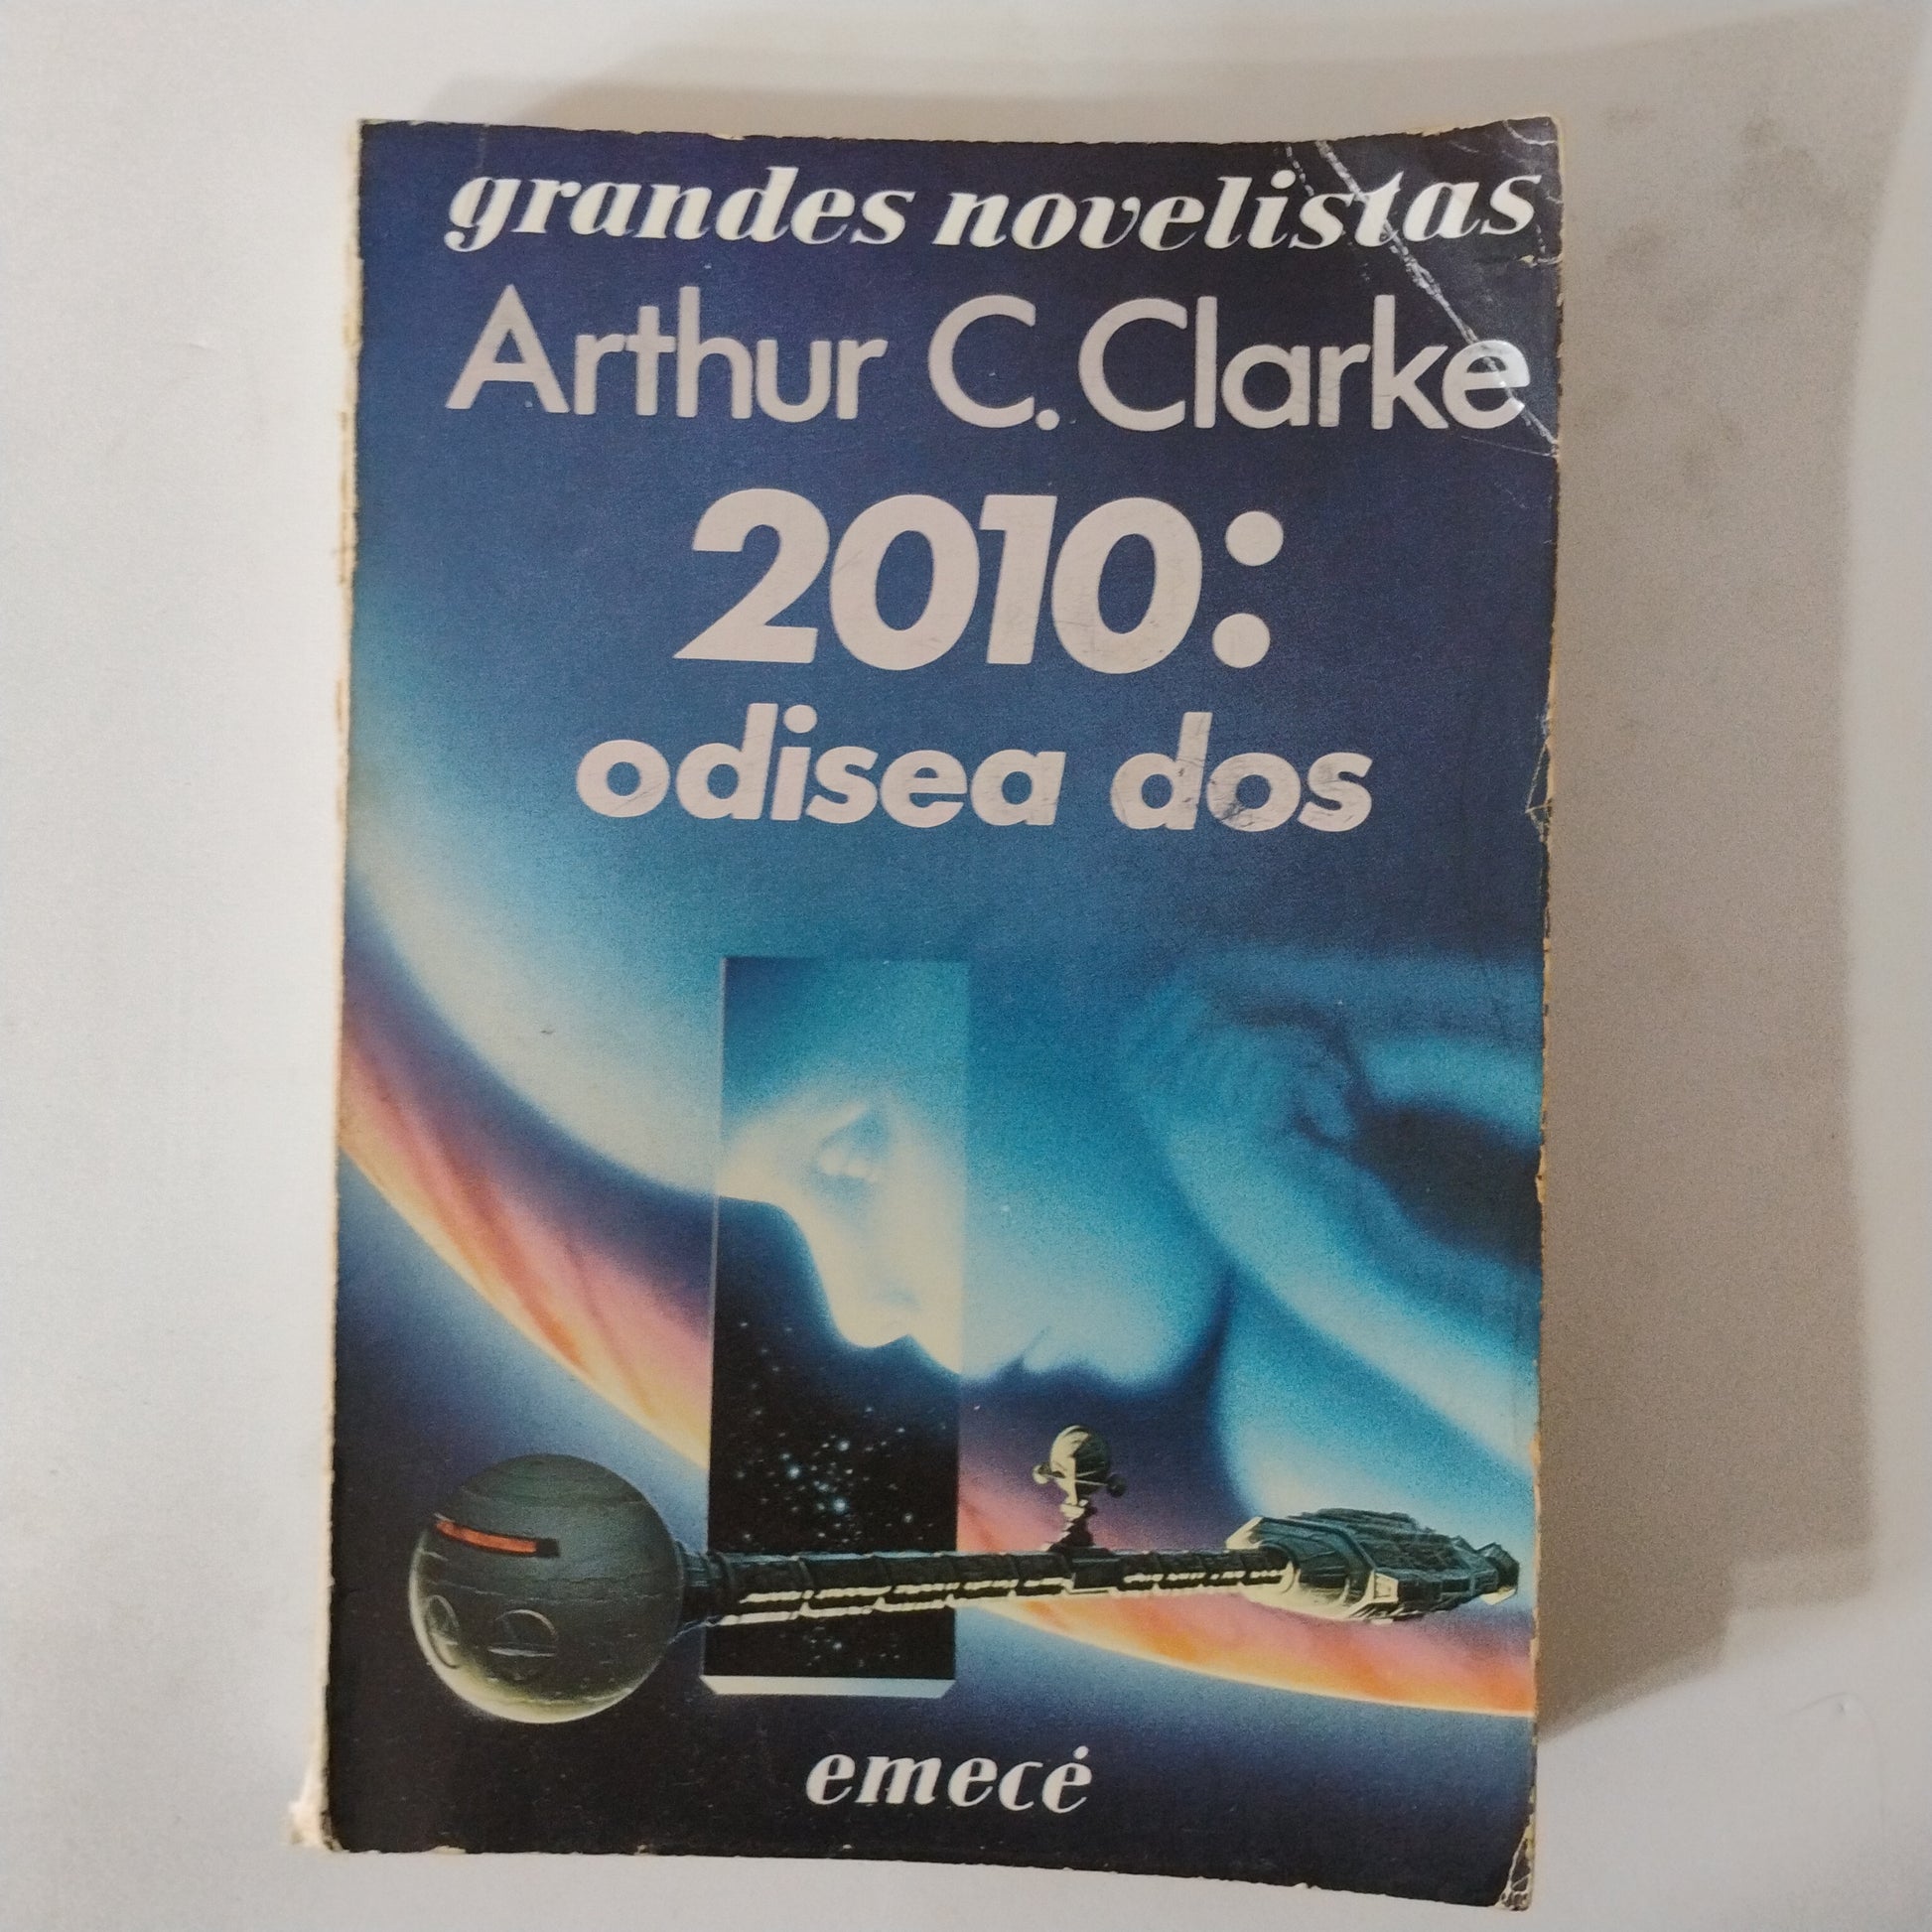 grandes novelistas
Arthur C. Clarke
2010:
odisea dos
emecé